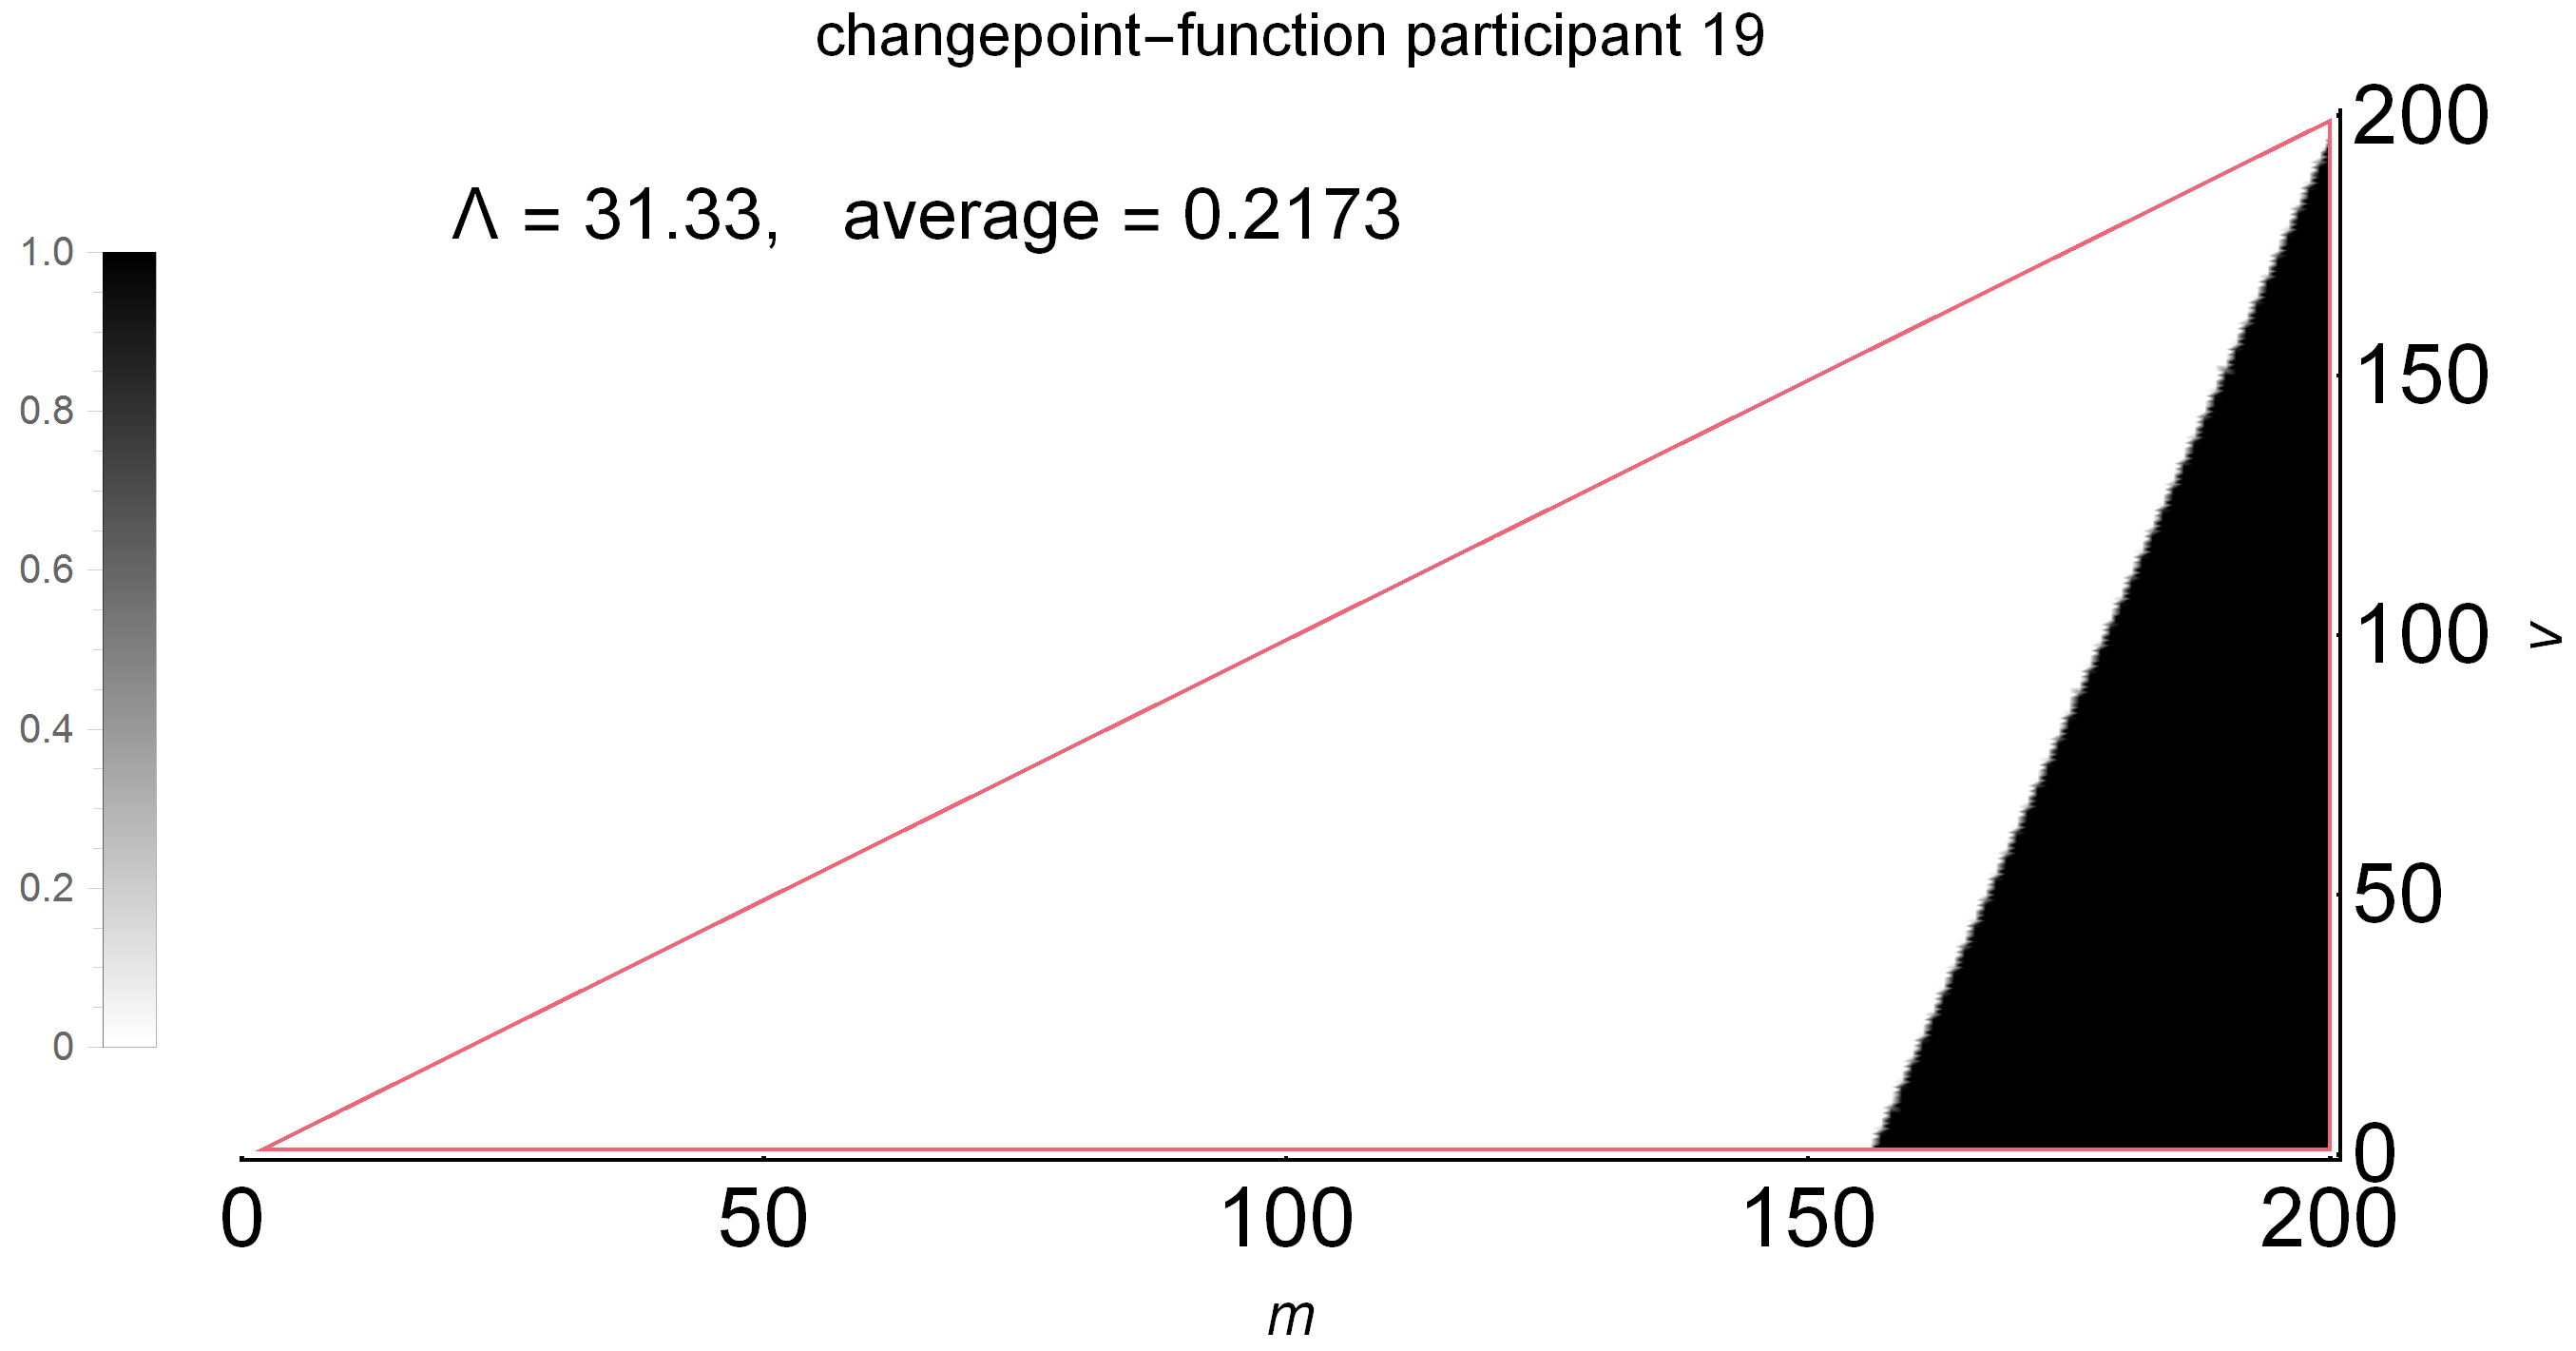 changepoint−function participant 19
Λ = 31.33, average = 0.2173
1.0
0.8
0.6
0.4
0.2
0
200
150
100
50
0
v
0 50 100 150 200
m